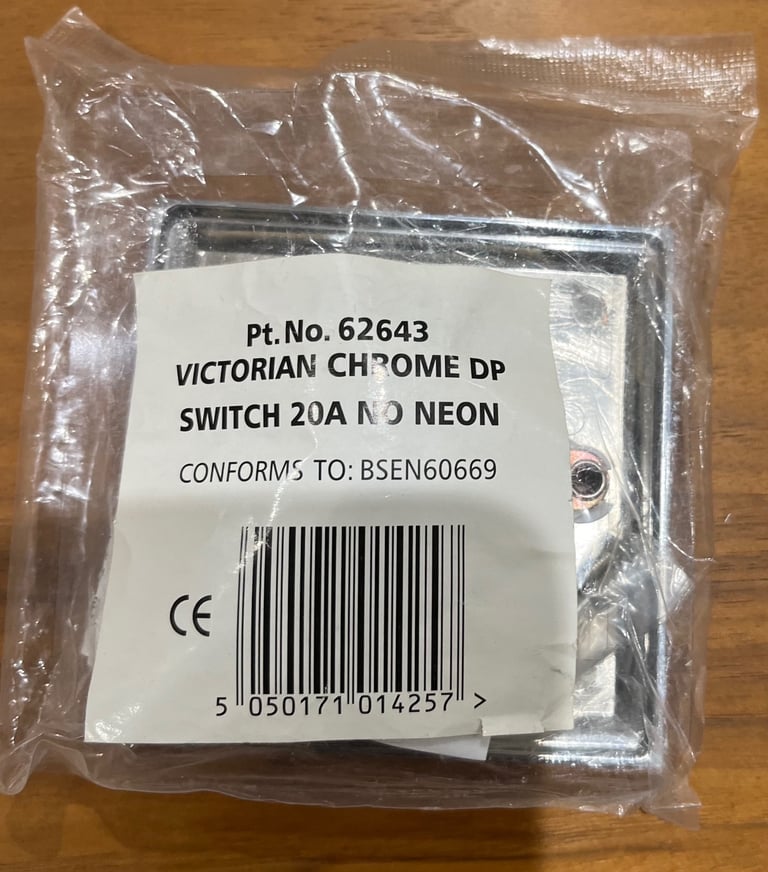 Pt.No. 62643
VICTORIAN CHROME DP
SWITCH 20A NO NEON
CONFORMS TO: BSEN60669
CE
5 050171 014257 >